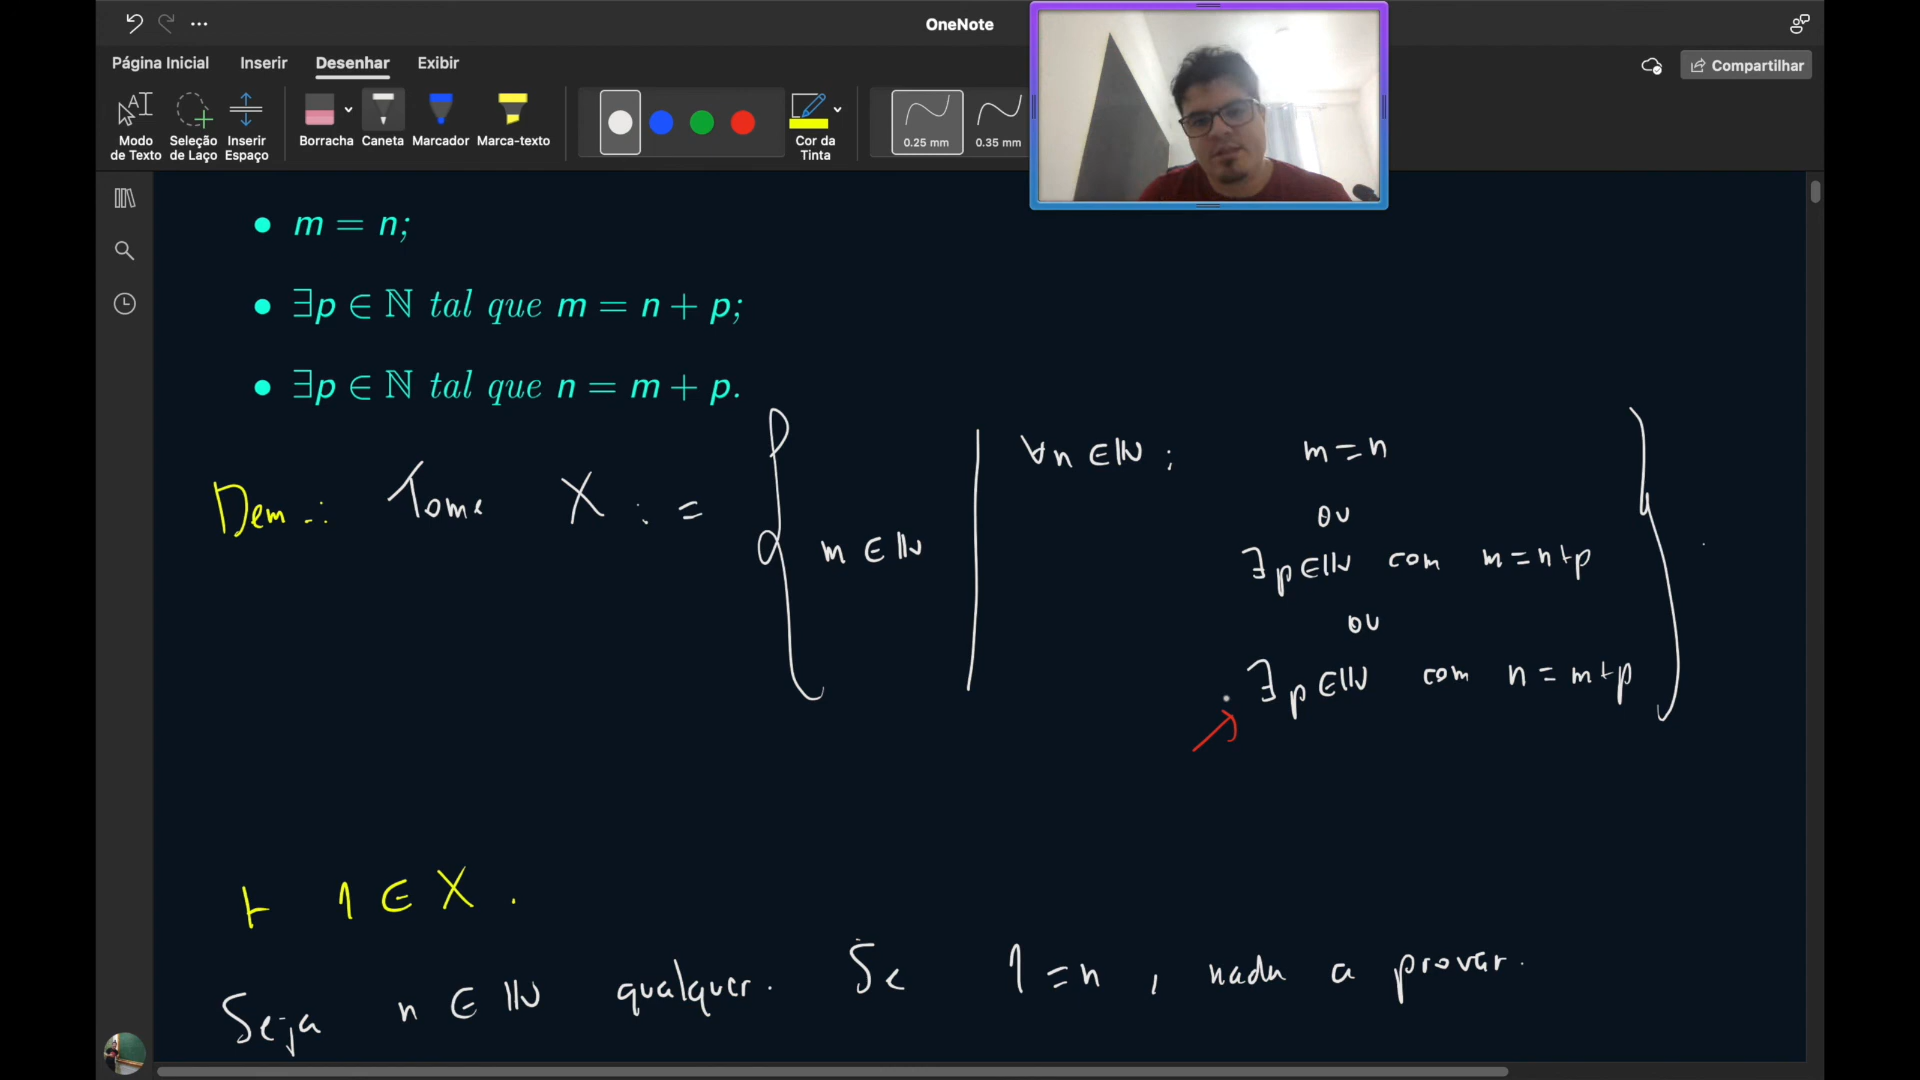 OneNote
Página Inicial Inserir Desenhar Exibir
Compartilhar
Modo de Texto
Seleção de Laço
Inserir Espaço
Borracha
Caneta
Marcador
Marca-texto
Cor da Tinta
0.25 mm
0.35 mm
• m = n;
• ∃p ∈ ℕ tal que m = n + p;
• ∃p ∈ ℕ tal que n = m + p.
Dem.: Tome X := { m ∈ ℕ | ∀n ∈ ℕ; m = n
ou
∃p ∈ ℕ com m = n+p
ou
∃p ∈ ℕ com n = m+p }
⊢ 1 ∈ X.
Seja n ∈ ℕ qualquer. Se 1 = n, nada a provar.